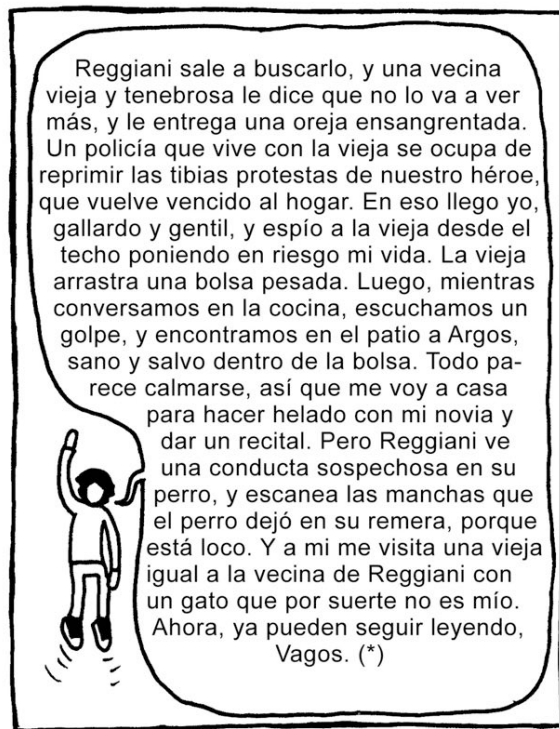 Reggiani sale a buscarlo, y una vecina
vieja y tenebrosa le dice que no lo va a ver
más, y le entrega una oreja ensangrentada.
Un policía que vive con la vieja se ocupa de
reprimir las tibias protestas de nuestro héroe,
que vuelve vencido al hogar. En eso llego yo,
gallardo y gentil, y espío a la vieja desde el
techo poniendo en riesgo mi vida. La vieja
arrastra una bolsa pesada. Luego, mientras
conversamos en la cocina, escuchamos un
golpe, y encontramos en el patio a Argos,
sano y salvo dentro de la bolsa. Todo pa-
rece calmarse, así que me voy a casa
para hacer helado con mi novia y
dar un recital. Pero Reggiani ve
una conducta sospechosa en su
perro, y escanea las manchas que
el perro dejó en su remera, porque
está loco. Y a mi me visita una vieja
igual a la vecina de Reggiani con
un gato que por suerte no es mío.
Ahora, ya pueden seguir leyendo,
Vagos. (*)